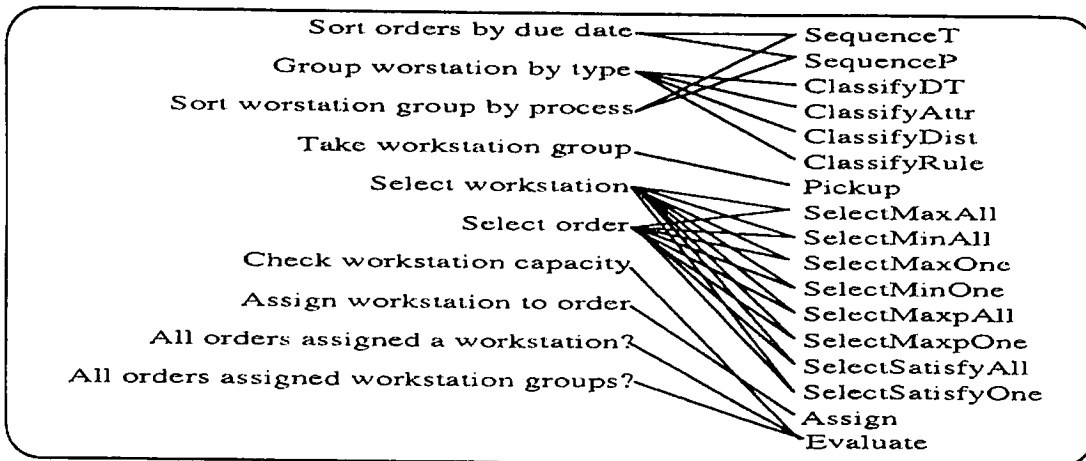 Sort orders by due date
Group worstation by type
Sort worstation group by process
Take workstation group
Select workstation
Select order
Check workstation capacity
Assign workstation to order
All orders assigned a workstation?
All orders assigned workstation groups?
SequenceT
SequenceP
ClassifyDT
ClassifyAttr
ClassifyDist
ClassifyRule
Pickup
SelectMaxAll
SelectMinAll
SelectMaxOne
SelectMinOne
SelectMaxpAll
SelectMaxpOne
SelectSatisfyAll
SelectSatisfyOne
Assign
Evaluate